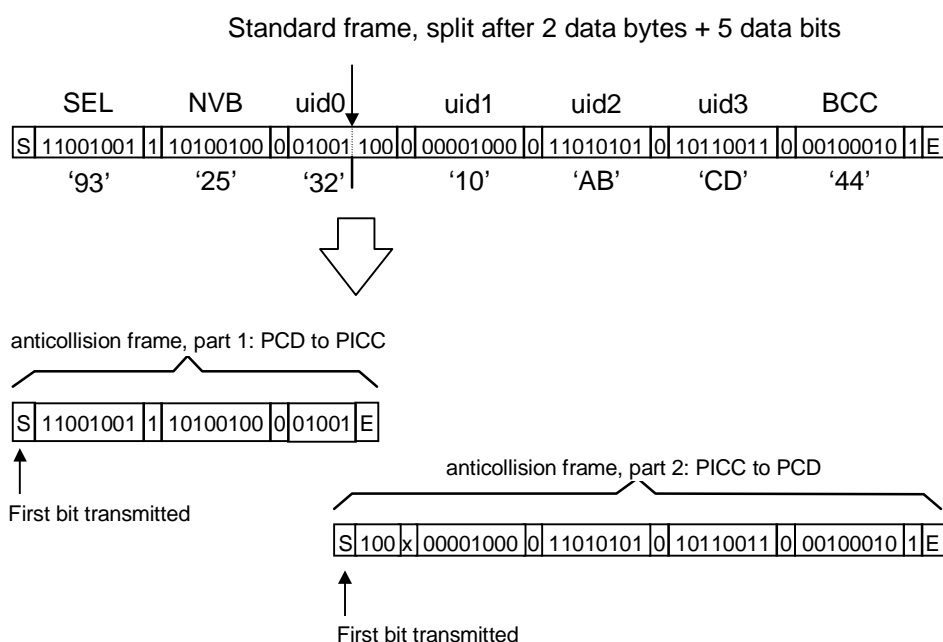 Standard frame, split after 2 data bytes + 5 data bits
SEL NVB uid0 uid1 uid2 uid3 BCC
S 11001001 1 10100100 0 01001 100 0 00001000 0 11010101 0 10110011 0 00100010 1 E
‘93’ ‘25’ ‘32’ ‘10’ ‘AB’ ‘CD’ ‘44’
anticollision frame, part 1: PCD to PICC
S 11001001 1 10100100 0 01001 E
First bit transmitted
anticollision frame, part 2: PICC to PCD
S 100 x 00001000 0 11010101 0 10110011 0 00100010 1 E
First bit transmitted